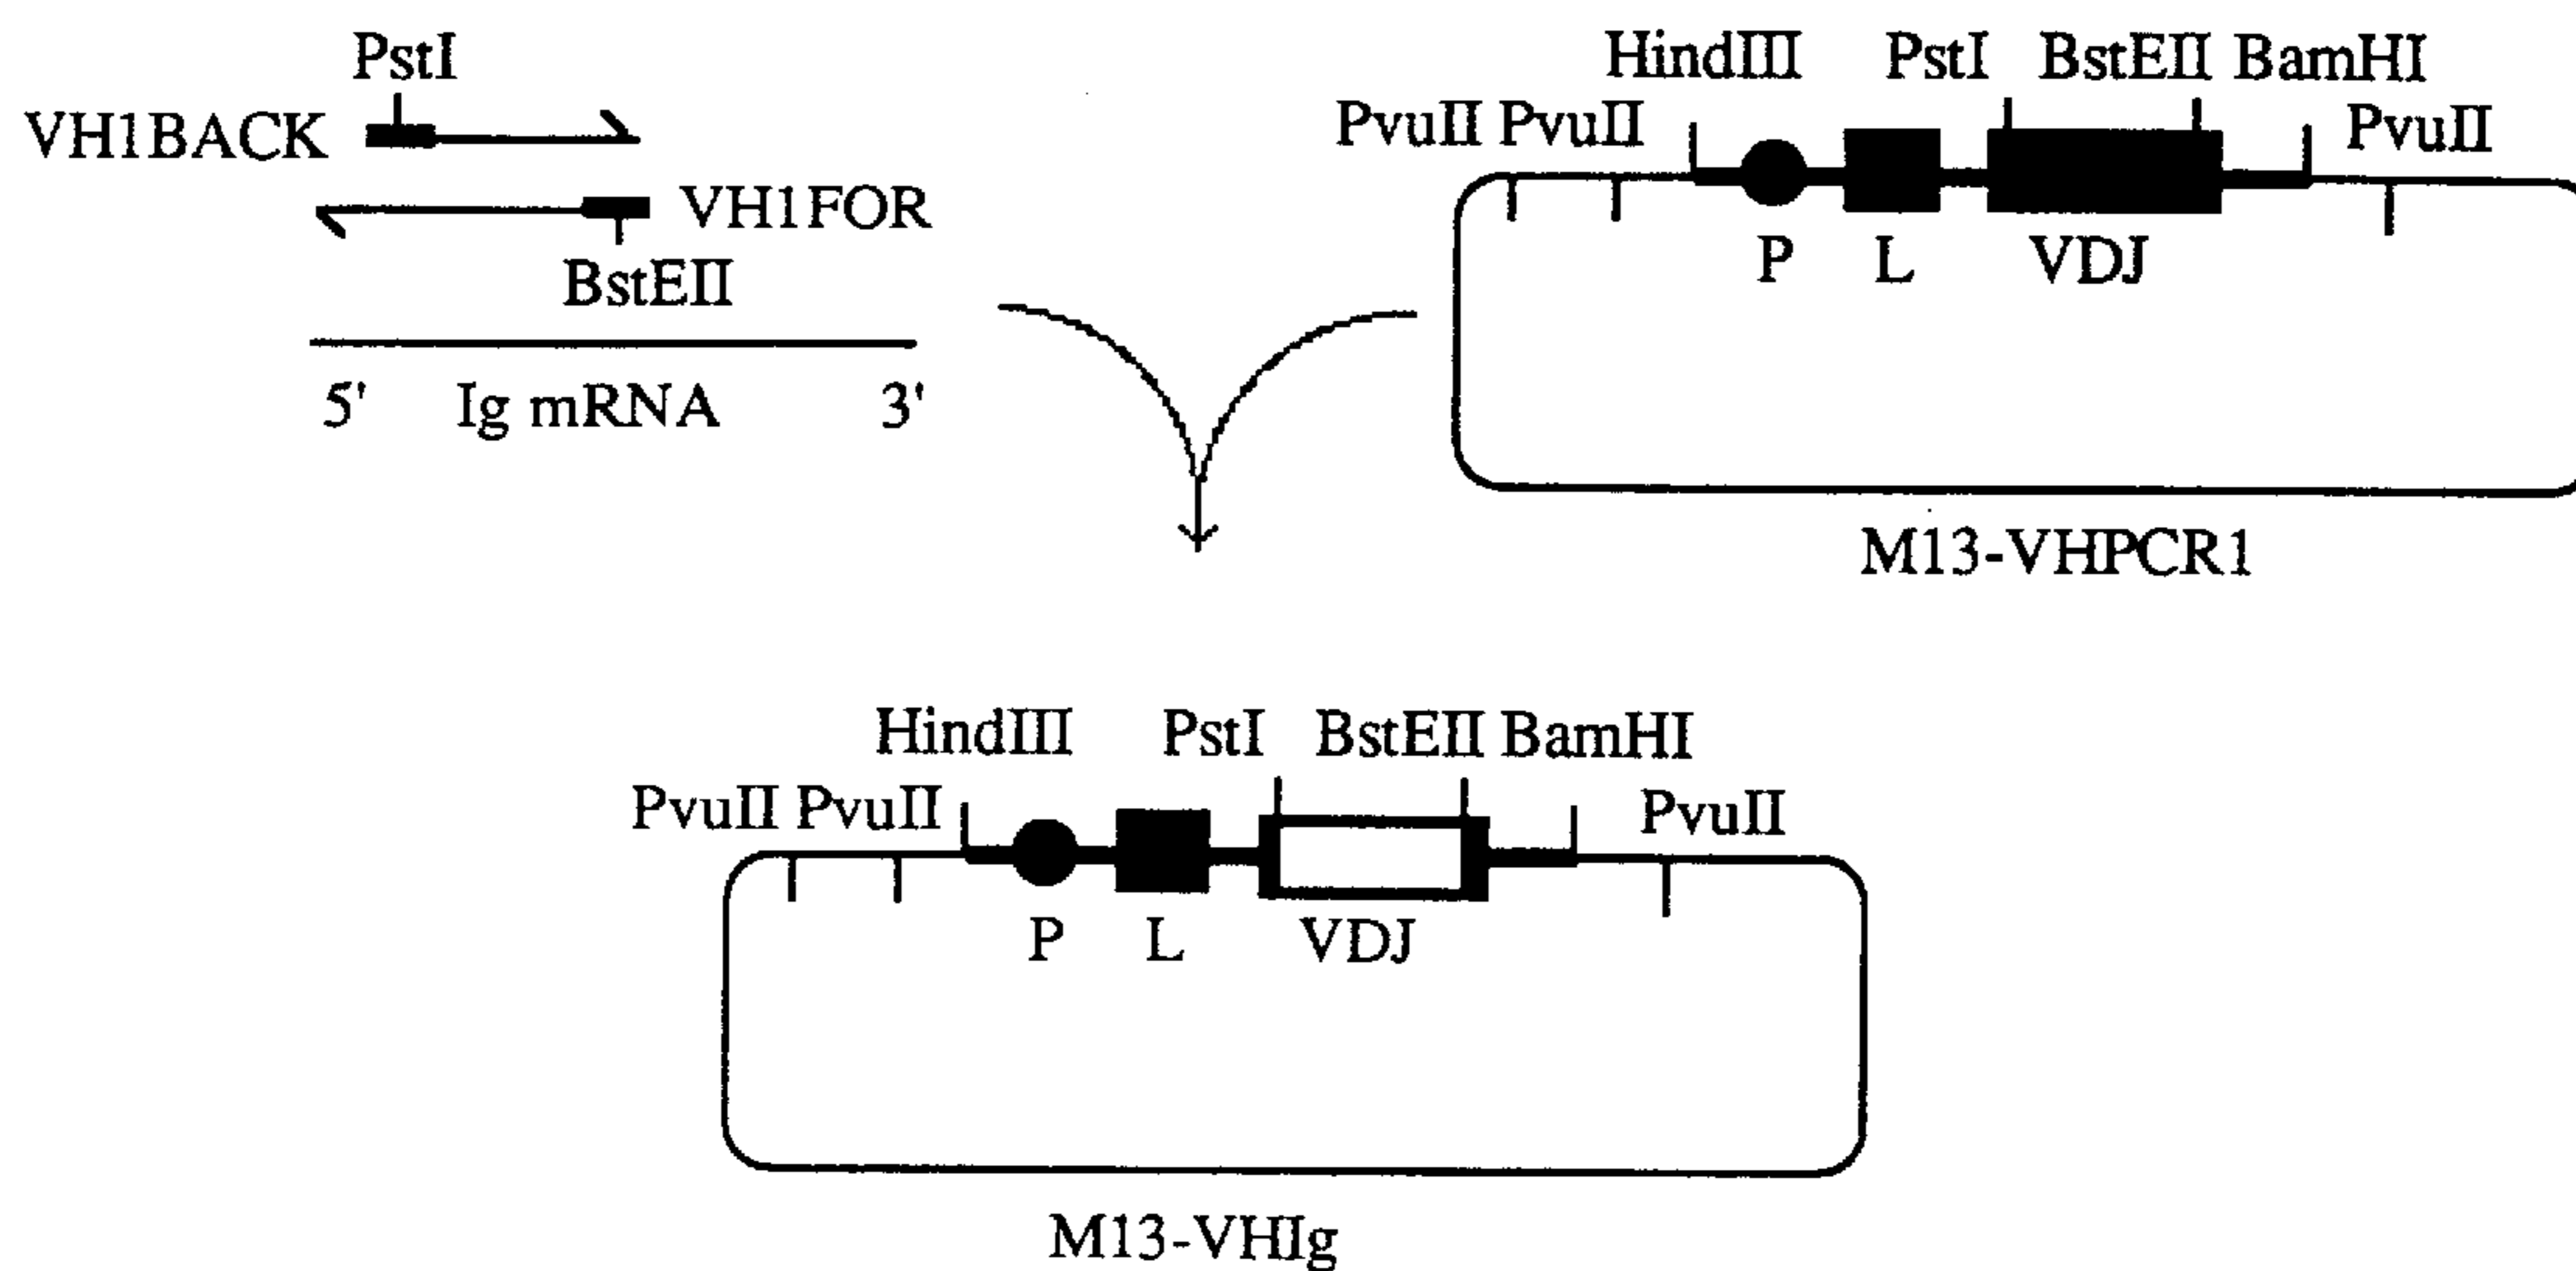 PstI
VH1BACK
VH1FOR
BstEII
5' Ig mRNA 3'
HindIII PstI BstEII BamHI
PvuII PvuII PvuII
P L VDJ
M13-VHPCR1
HindIII PstI BstEII BamHI
PvuII PvuII PvuII
P L VDJ
M13-VHIg